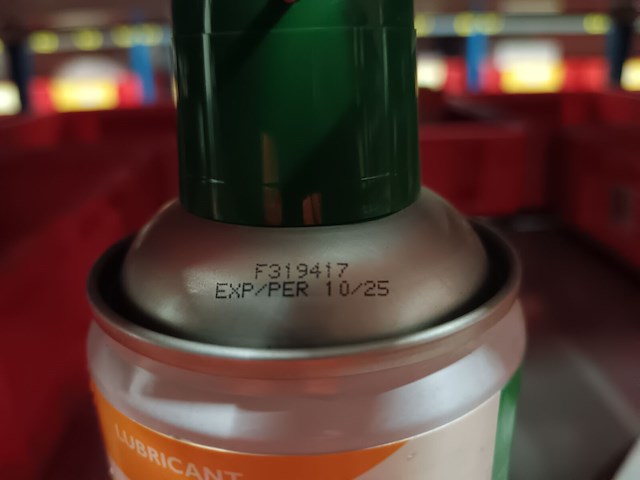 F319417
EXP/PER 10/25
LUBRICANT